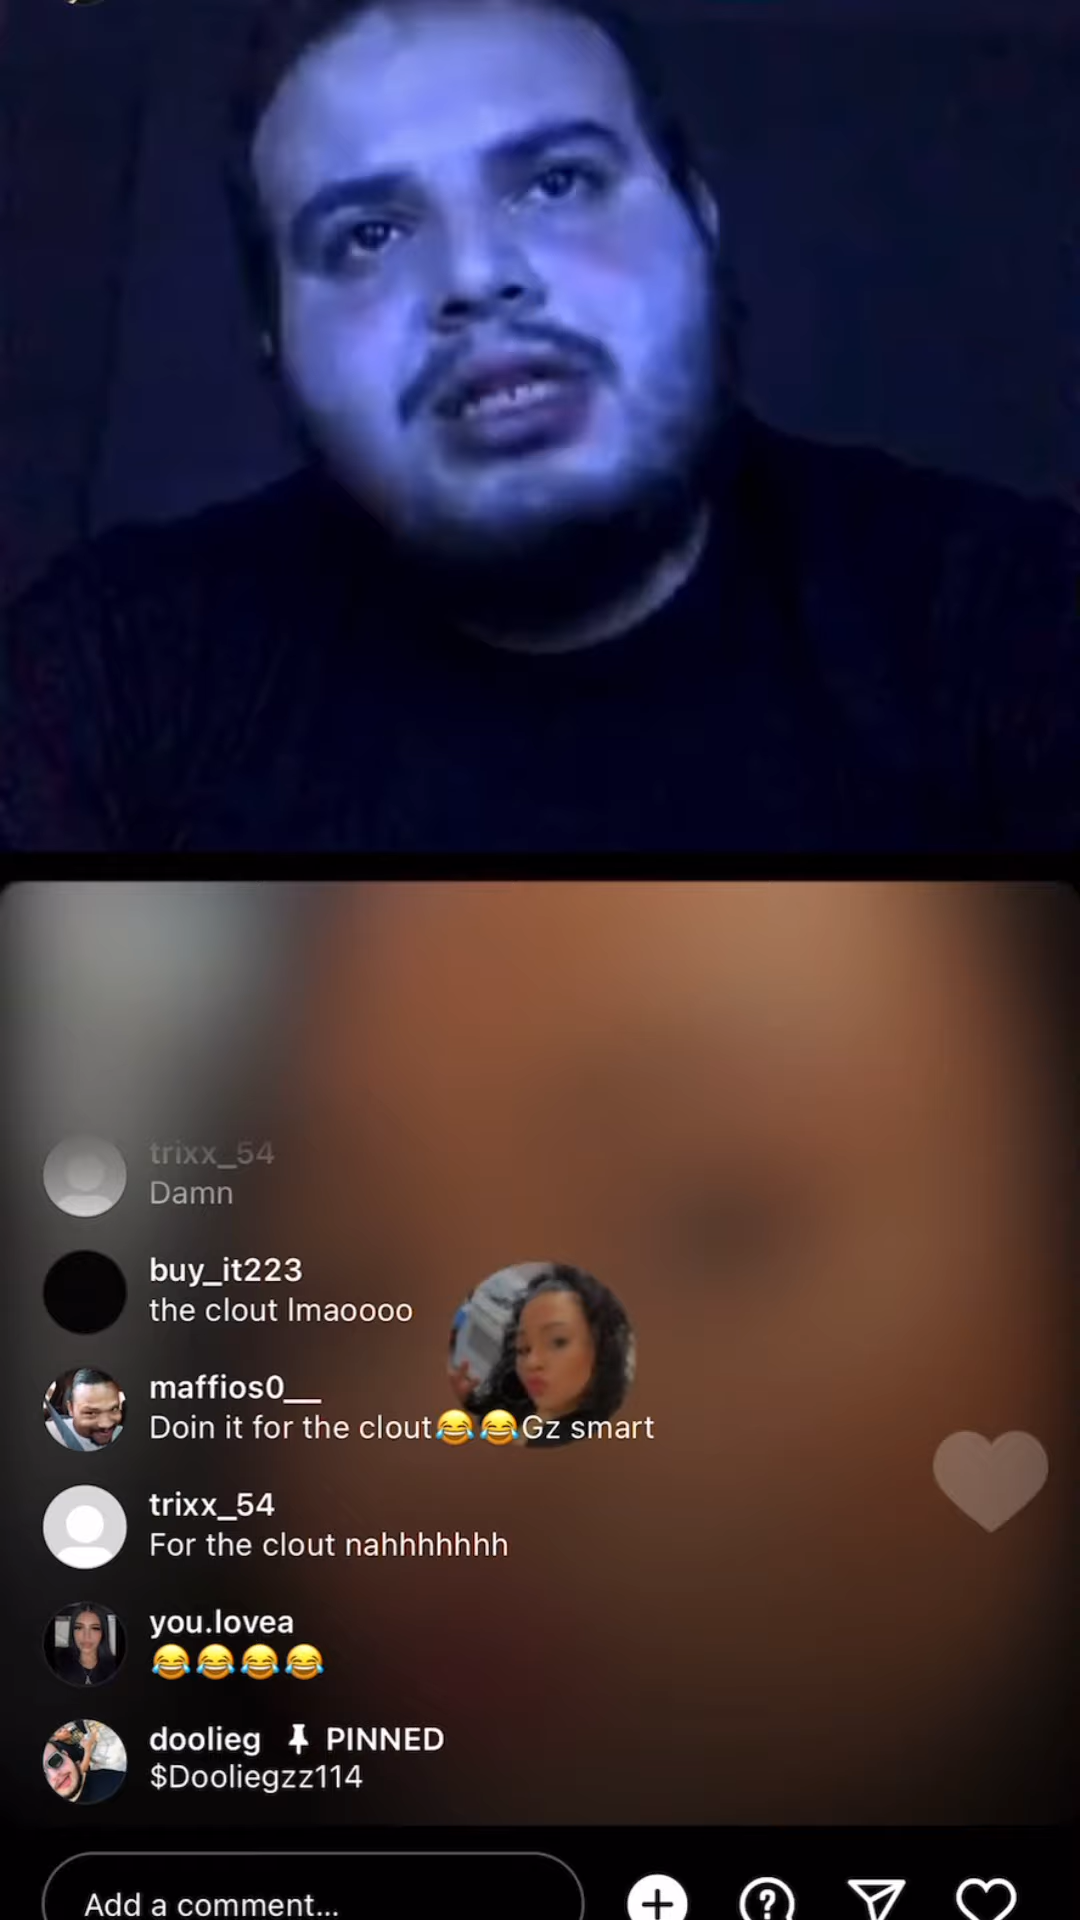 trixx_54
Damn
buy_it223
the clout lmaoooo
maffios0__
Doin it for the clout😂😂Gz smart
trixx_54
For the clout nahhhhhhh
you.lovea
😂😂😂😂
doolieg 📌 PINNED
$Dooliegzz114
Add a comment...